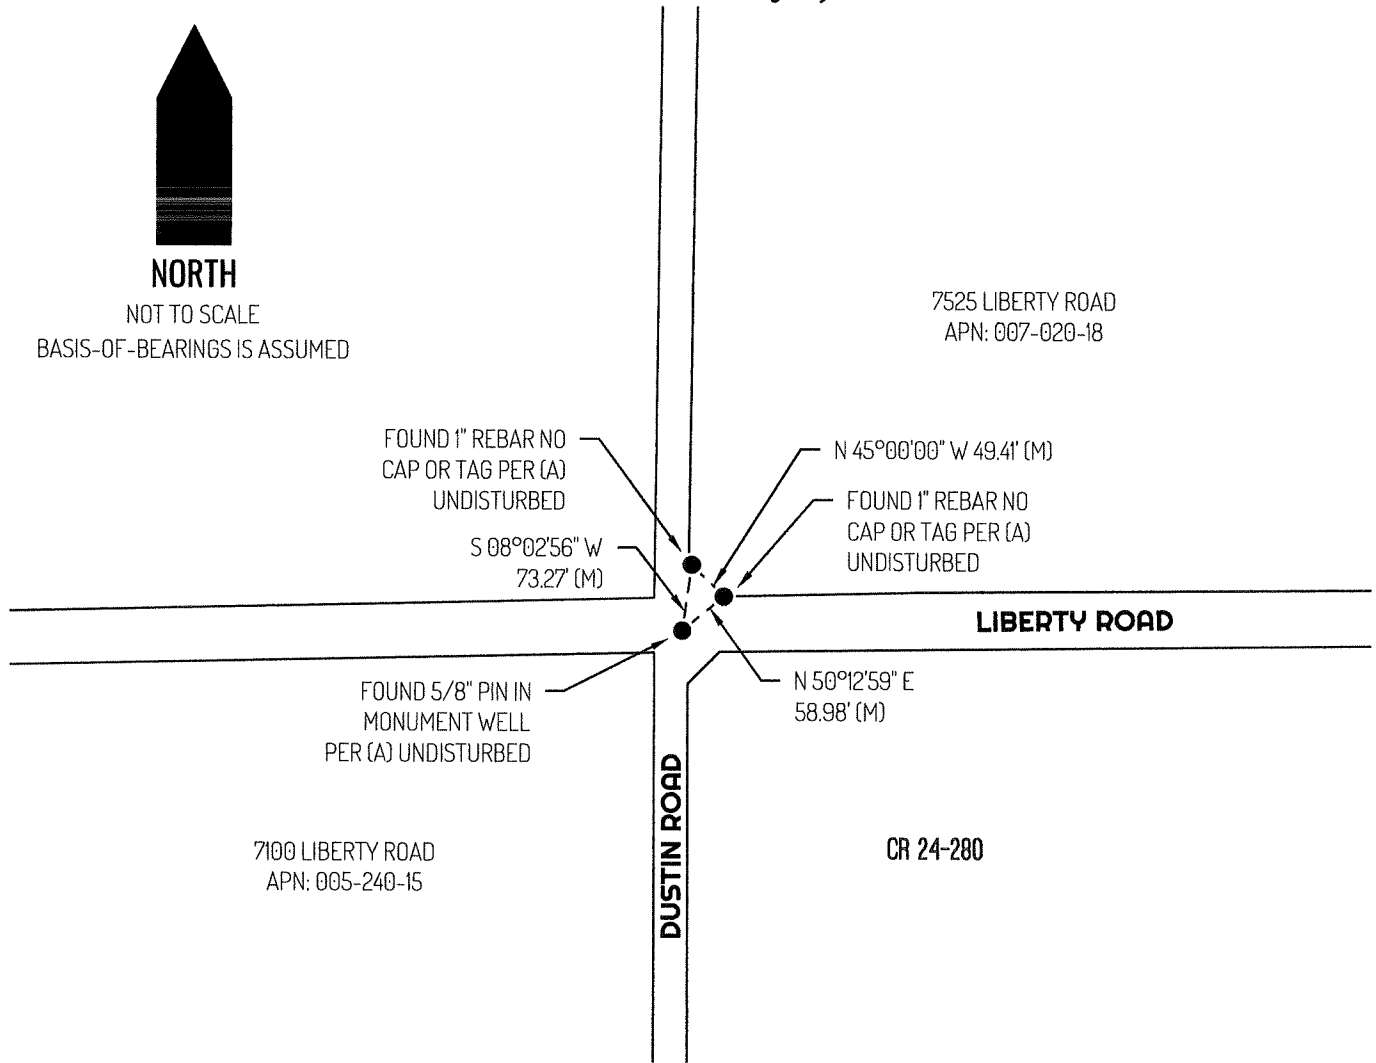 NORTH
NOT TO SCALE
BASIS-OF-BEARINGS IS ASSUMED
7525 LIBERTY ROAD
APN: 007-020-18
FOUND 1" REBAR NO
CAP OR TAG PER (A)
UNDISTURBED
N 45°00'00" W 49.41' (M)
FOUND 1" REBAR NO
CAP OR TAG PER (A)
UNDISTURBED
S 08°02'56" W
73.27' (M)
LIBERTY ROAD
FOUND 5/8" PIN IN
MONUMENT WELL
PER (A) UNDISTURBED
N 50°12'59" E
58.98' (M)
DUSTIN ROAD
7100 LIBERTY ROAD
APN: 005-240-15
CR 24-280